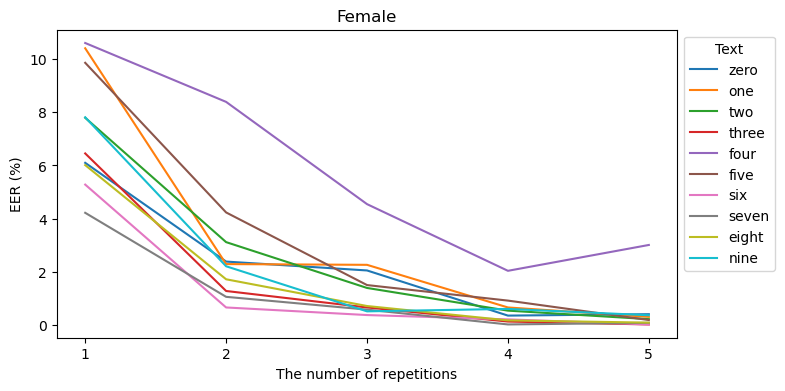 Female
EER (%)
10
8
6
4
2
0
1 2 3 4 5
The number of repetitions
Text
zero
one
two
three
four
five
six
seven
eight
nine